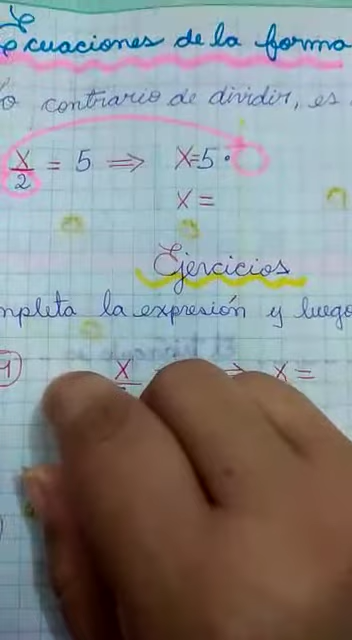 Ecuaciones de la forma
o contrario de dividir, es
x/2 = 5 ⇒ x=5·
x =
Ejercicios
mpleta la expresión y luego
1 x ⇒ x =